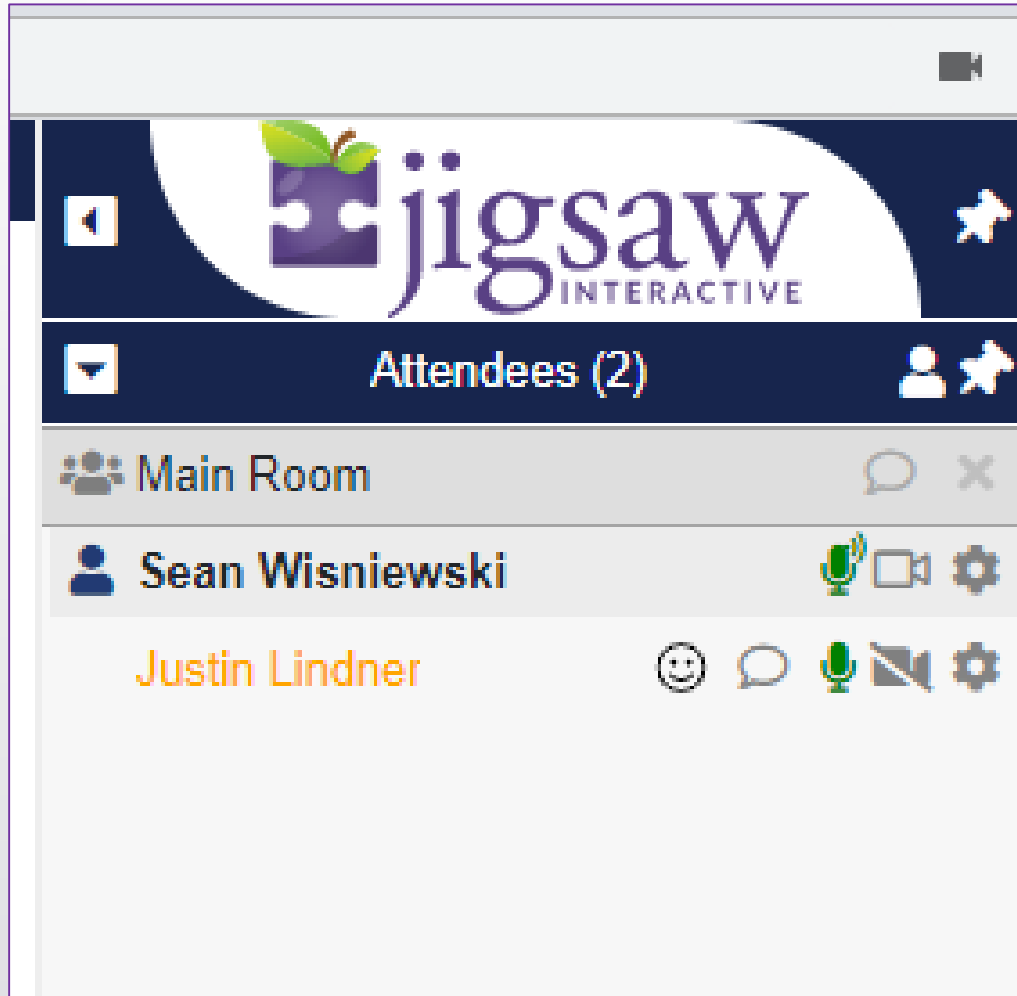 jigsaw
INTERACTIVE
Attendees (2)
Main Room
Sean Wisniewski
Justin Lindner